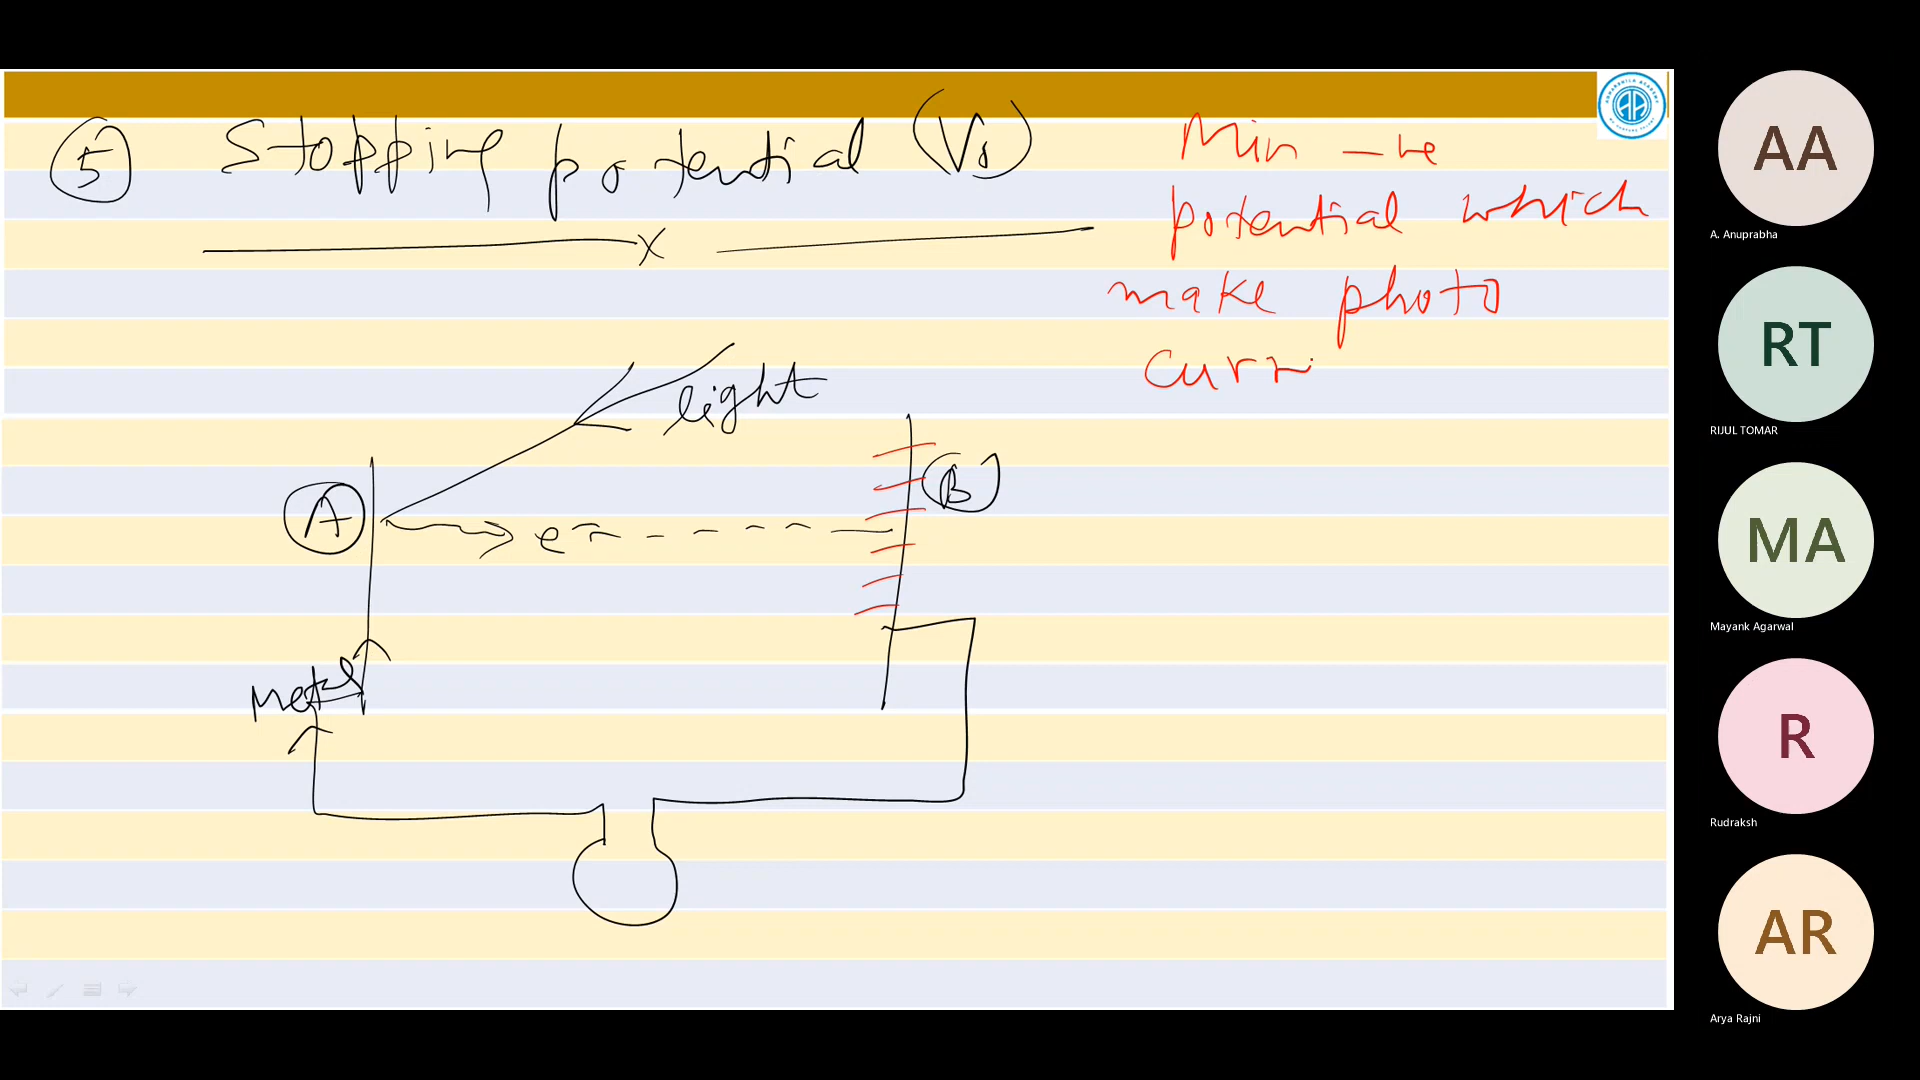 5 Stopping potential (Vs)
x
Min -ve
potential which
make photo
curr
light
A
B
e-
Metal
AA
A. Anuprabha
RT
RIJUL TOMAR
MA
Mayank Agarwal
R
Rudraksh
AR
Arya Rajni